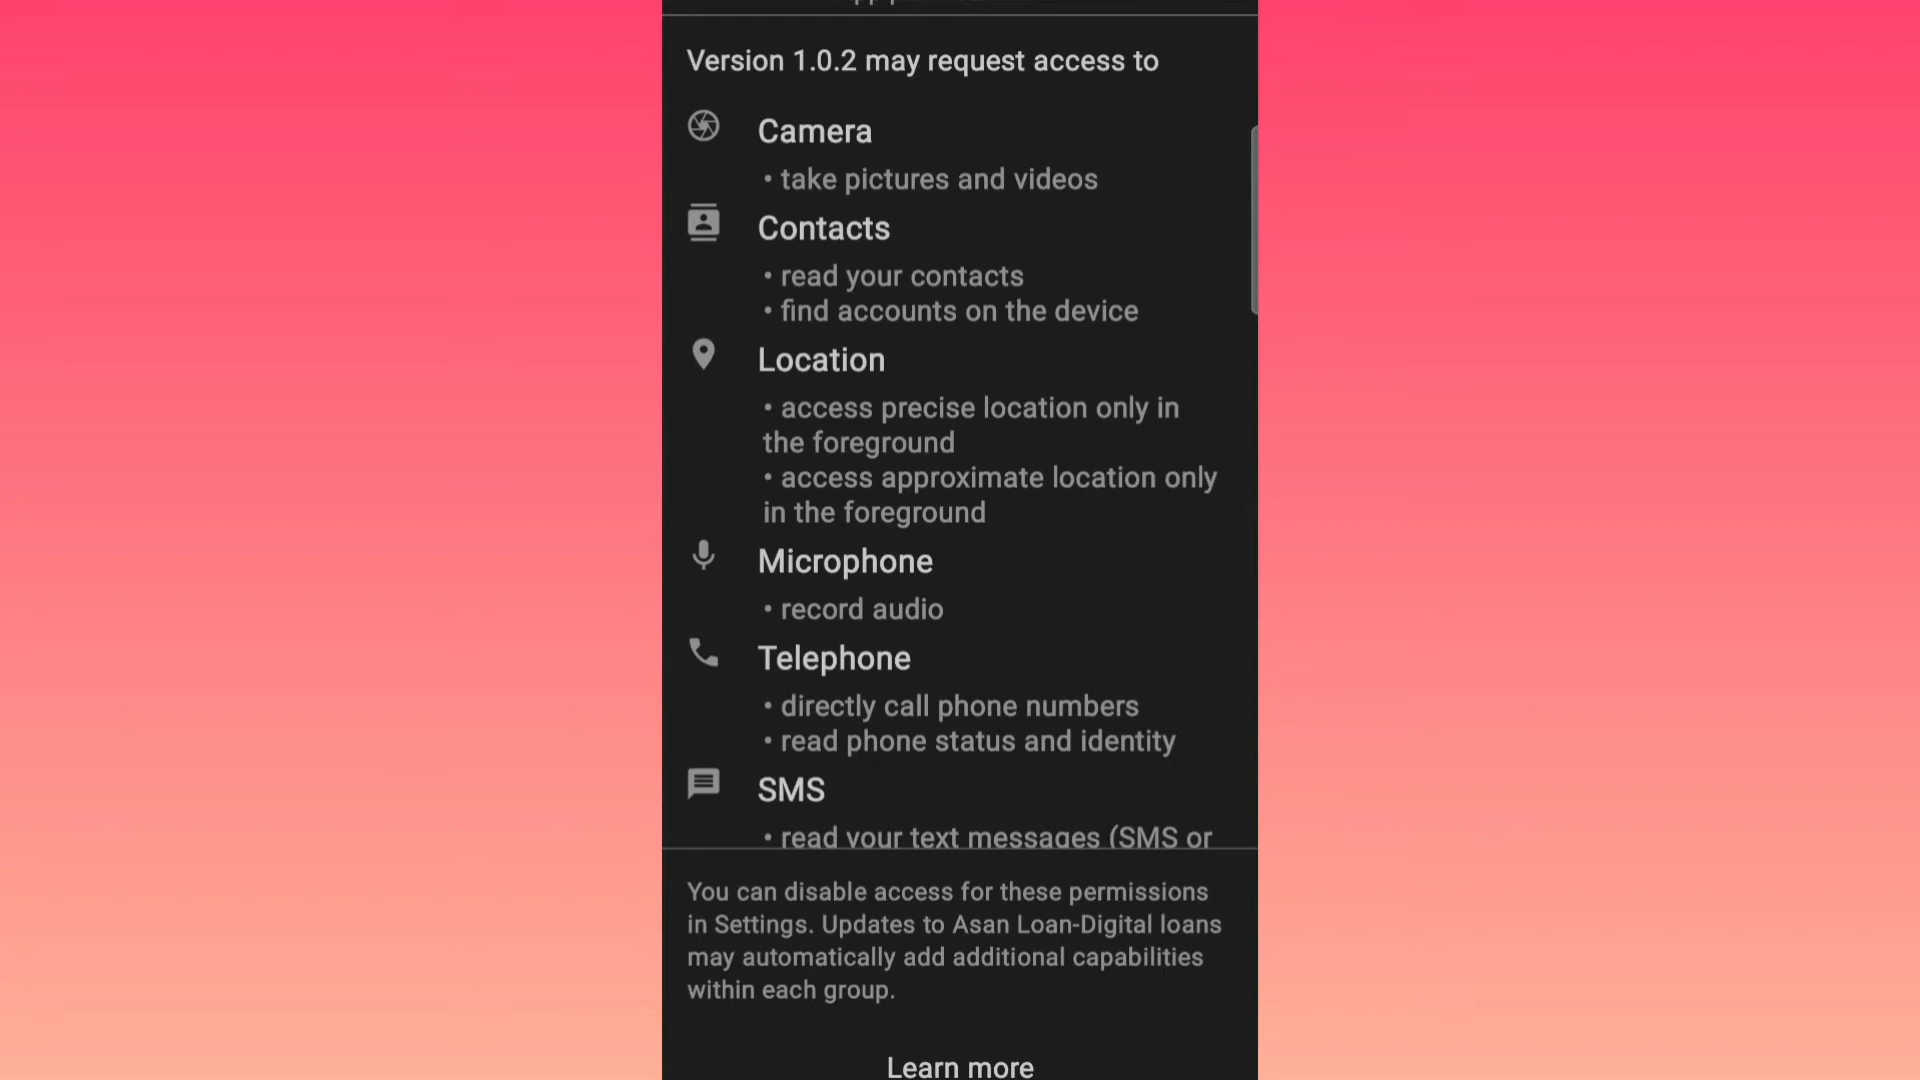 Version 1.0.2 may request access to
Camera
• take pictures and videos
Contacts
• read your contacts
• find accounts on the device
Location
• access precise location only in
the foreground
• access approximate location only
in the foreground
Microphone
• record audio
Telephone
• directly call phone numbers
• read phone status and identity
SMS
• read your text messages (SMS or
You can disable access for these permissions
in Settings. Updates to Asan Loan-Digital loans
may automatically add additional capabilities
within each group.
Learn more